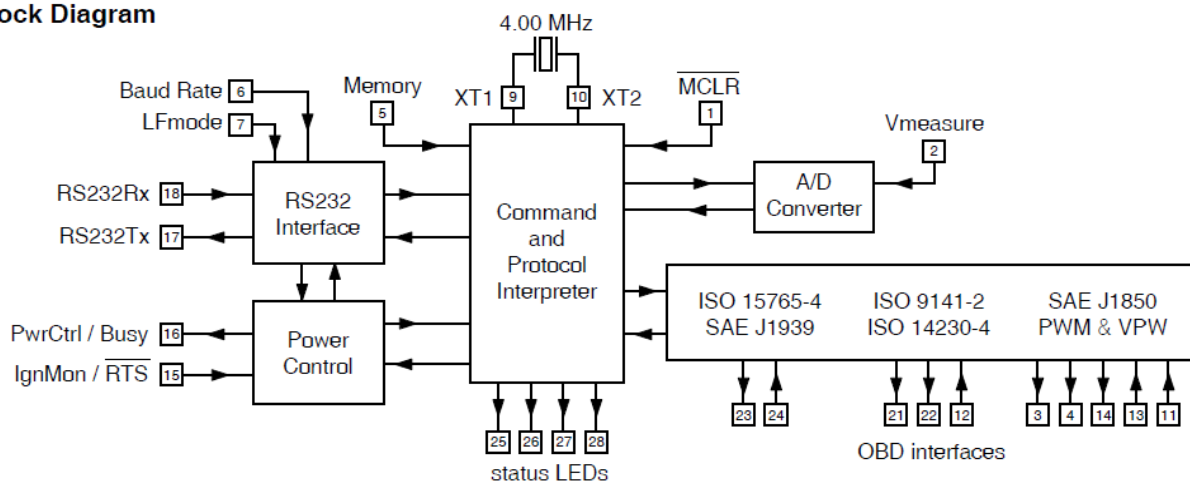 ock Diagram
4.00 MHz
Baud Rate 6
LFmode 7
Memory
5
XT1 9
10 XT2
MCLR
1
Vmeasure
2
RS232Rx 18
RS232Tx 17
RS232
Interface
Command
and
Protocol
Interpreter
A/D
Converter
PwrCtrl / Busy 16
IgnMon / RTS 15
Power
Control
ISO 15765-4
SAE J1939
ISO 9141-2
ISO 14230-4
SAE J1850
PWM & VPW
25 26 27 28
status LEDs
23 24
21 22 12
3 4 14 13 11
OBD interfaces